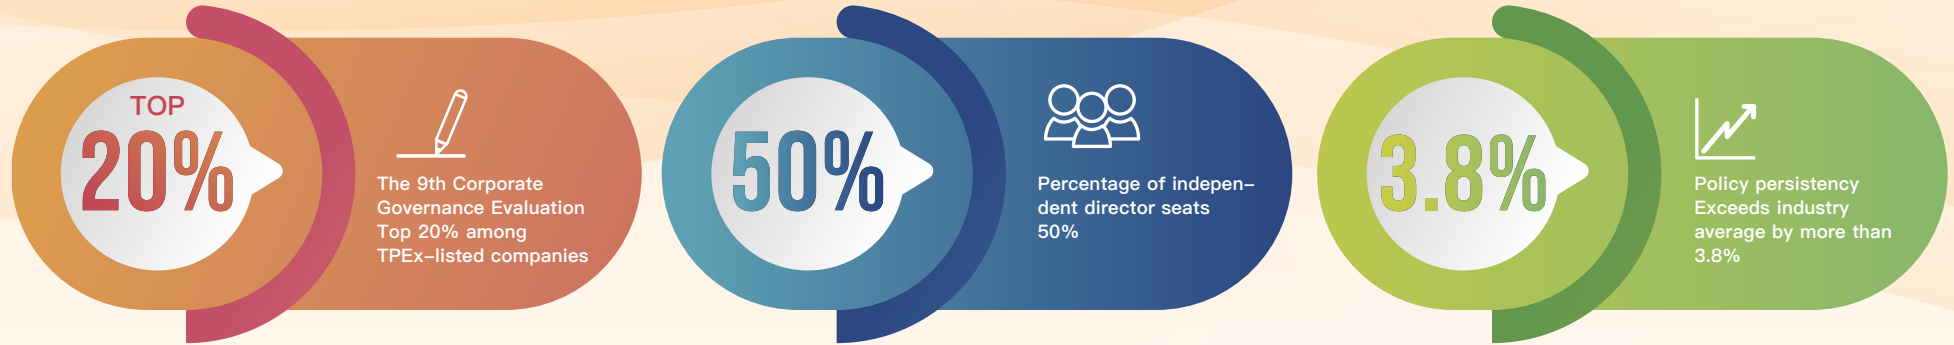 TOP
20%
The 9th Corporate
Governance Evaluation
Top 20% among
TPEx-listed companies
50%
Percentage of indepen-
dent director seats
50%
3.8%
Policy persistency
Exceeds industry
average by more than
3.8%